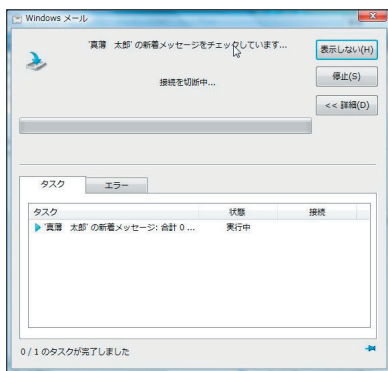 Windows メール
'真薄　太郎' の新着メッセージをチェックしています...
表示しない(H)
接続を切断中...
停止(S)
<< 詳細(D)
タスク
エラー
タスク 状態 接続
'真薄　太郎' の新着メッセージ: 合計 0 ... 実行中
0 / 1 のタスクが完了しました